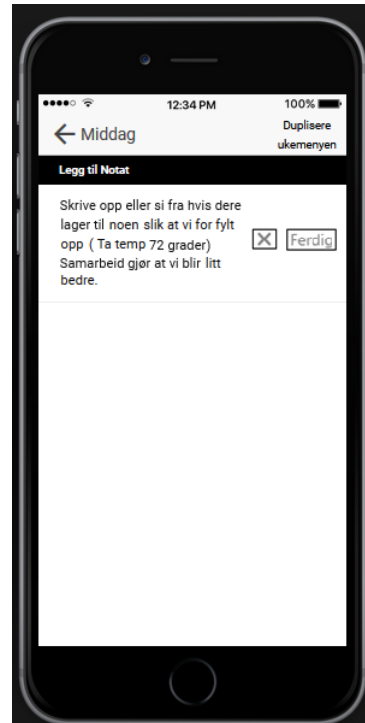 12:34 PM
100%
Middag
Duplisere
ukemenyen
Legg til Notat
Skrive opp eller si fra hvis dere
lager til noen slik at vi for fylt
opp ( Ta temp 72 grader)
Samarbeid gjør at vi blir litt
bedre.
Ferdig